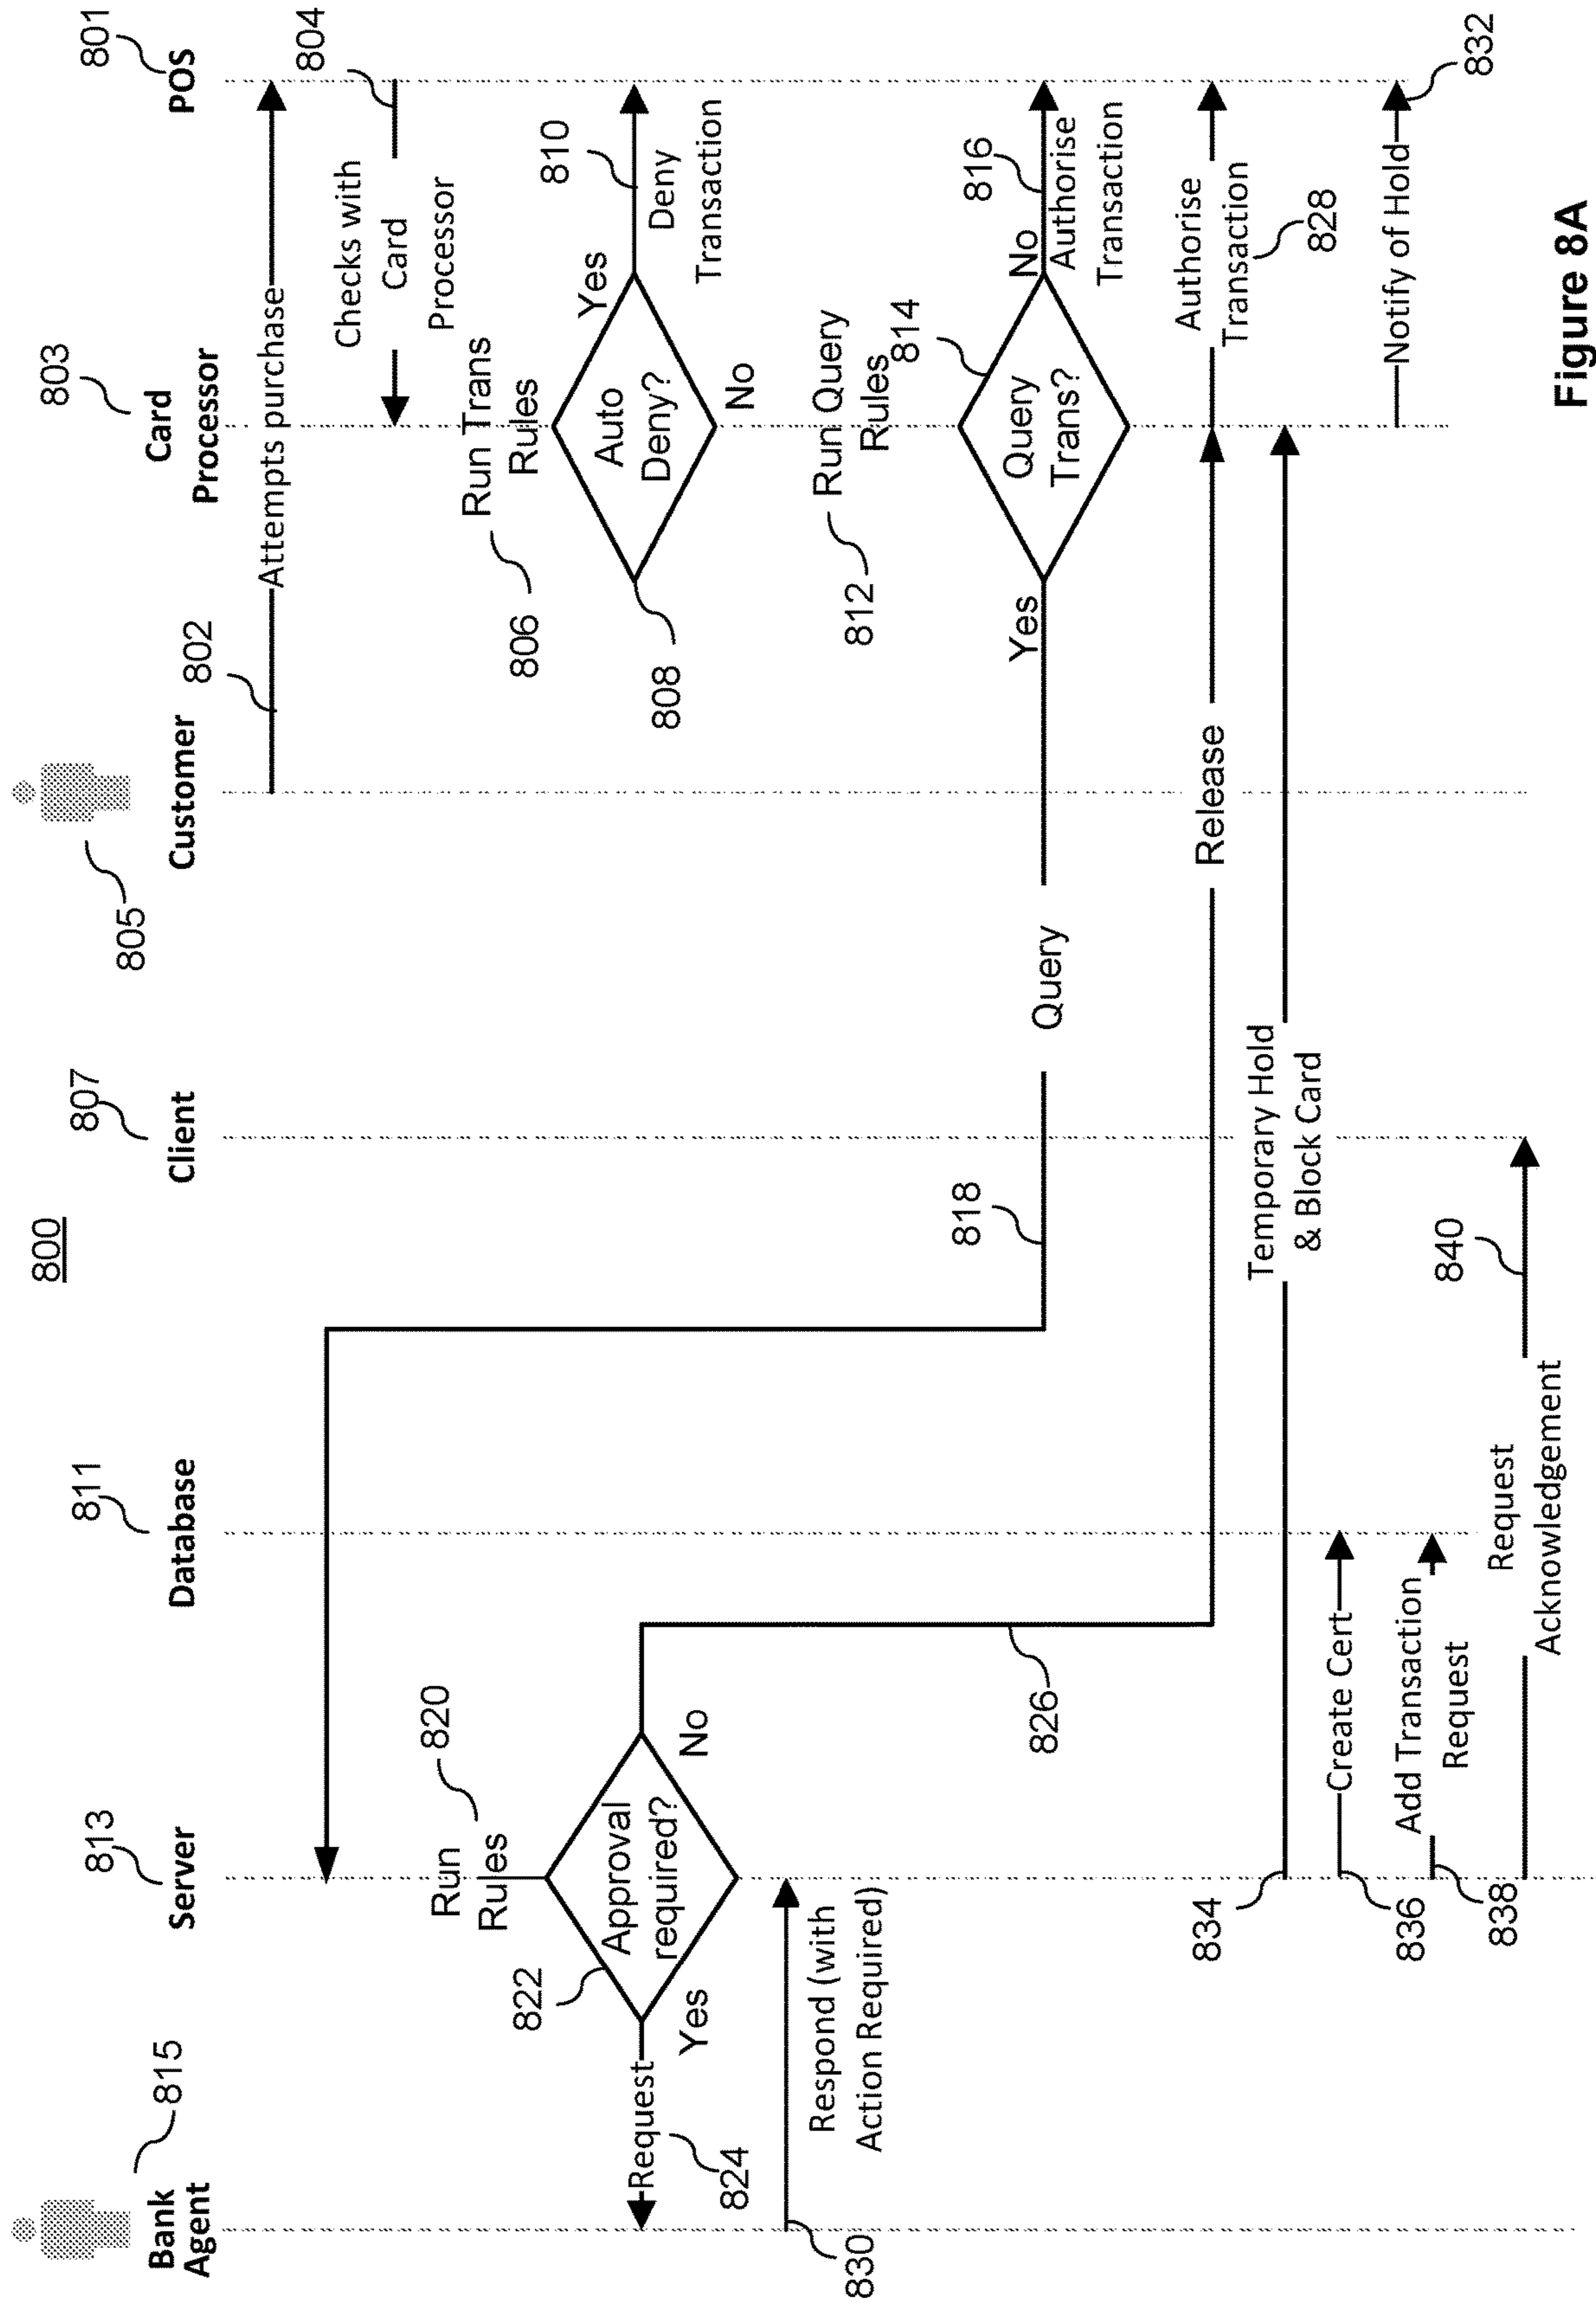 800
815
Bank
Agent
813
Server
811
Database
807
Client
805
Customer
803
Card
Processor
801
POS
802
Attempts purchase
804
Checks with
Card
Processor
Run Trans
Rules
806
Auto
Deny?
808
Yes
No
810
Deny
Transaction
Run Query
Rules
812
814
Query
Trans?
Yes
No
816
Authorise
Transaction
Query
818
Run
Rules
820
Approval
required?
822
Yes
No
Request
824
Respond (with
Action Required)
830
826
Release
Authorise
Transaction
828
Temporary Hold
& Block Card
834
Notify of Hold
832
Create Cert
836
Add Transaction
Request
838
Request
Acknowledgement
840
Figure 8A